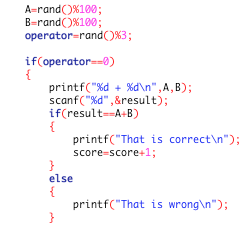 A=rand()%100;
B=rand()%100;
operator=rand()%3;
if(operator==0)
{
printf("%d + %d\n",A,B);
scanf("%d",&result);
if(result==A+B)
{
printf("That is correct\n");
score=score+1;
}
else
{
printf("That is wrong\n");
}